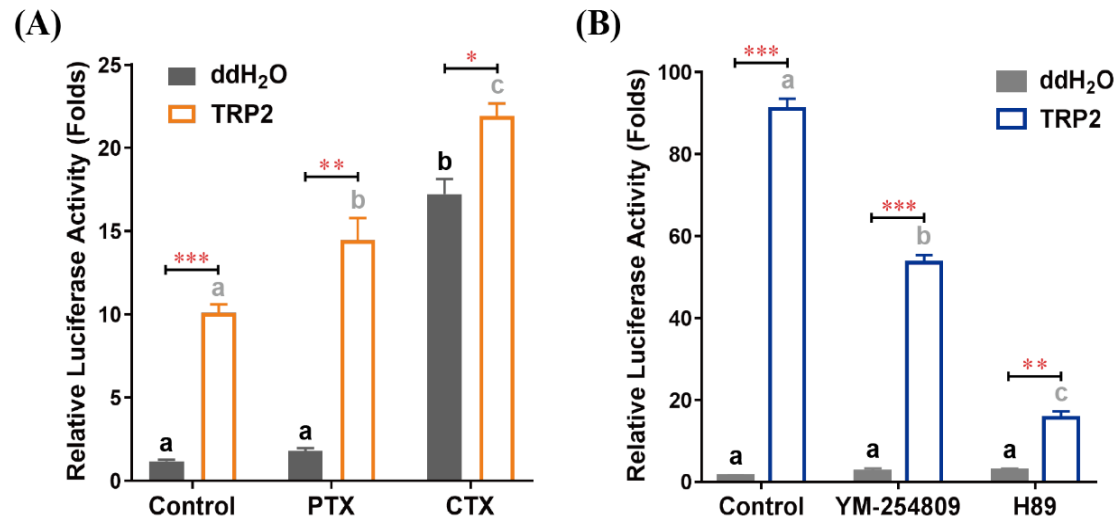 (A)
Relative Luciferase Activity (Folds)
25
20
15
10
5
0
ddH₂O
TRP2
***
a
a
**
a
b
*
b
c
Control PTX CTX
(B)
Relative Luciferase Activity (Folds)
100
80
60
40
20
0
ddH₂O
TRP2
***
a
a
***
a
b
**
a
c
Control YM-254809 H89